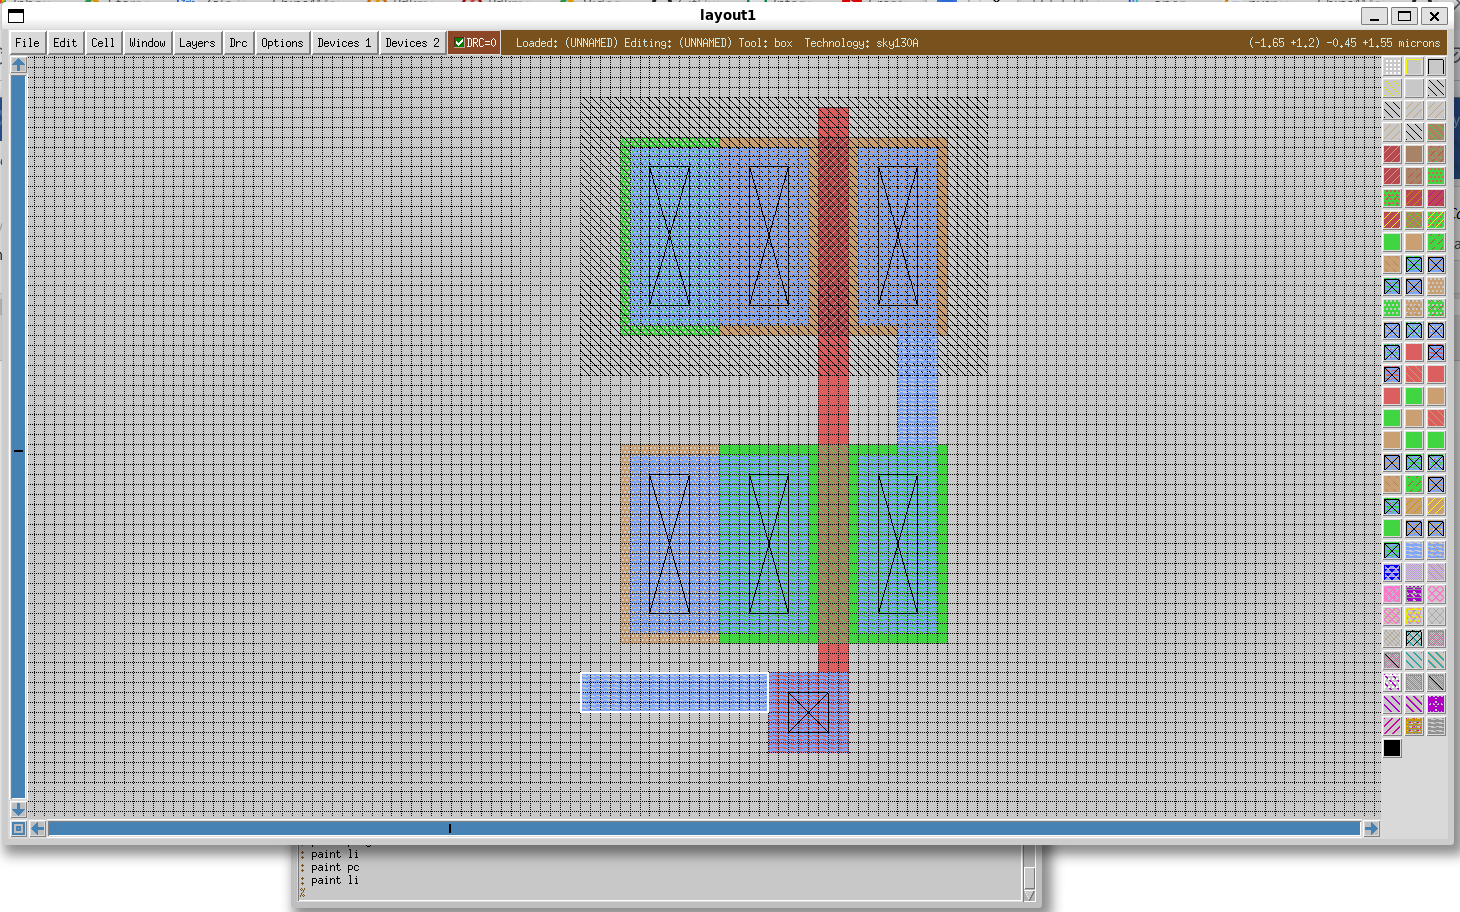 layout1
File Edit Cell Window Layers Drc Options Devices 1 Devices 2 DRC=0 Loaded: (UNNAMED) Editing: (UNNAMED) Tool: box Technology: sky130A (-1.65 +1.2) -0.45 +1.55 microns
: paint li
: paint pc
: paint li
%